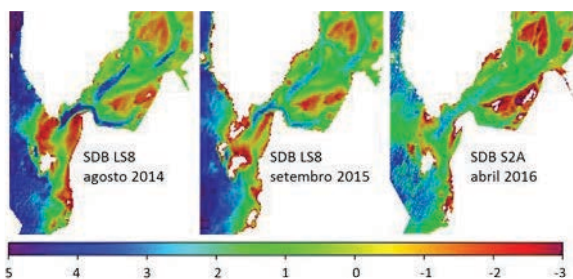 SDB LS8
agosto 2014
SDB LS8
setembro 2015
SDB S2A
abril 2016
5 4 3 2 1 0 -1 -2 -3